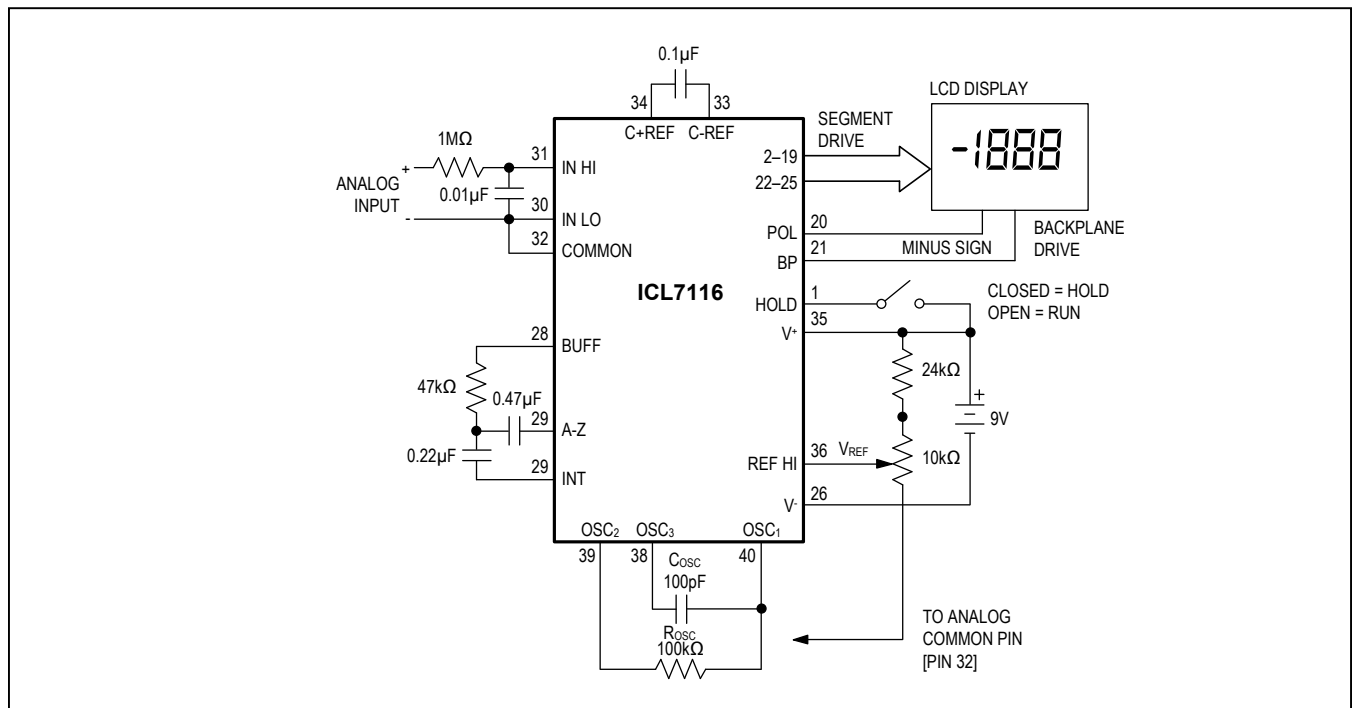 0.1µF
34
33
C+REF
C-REF
LCD DISPLAY
SEGMENT
DRIVE
-1888
1MΩ
+
31
IN HI
2–19
ANALOG
INPUT
0.01µF
22–25
-
30
IN LO
32
COMMON
20
POL
MINUS SIGN
BACKPLANE
DRIVE
21
BP
ICL7116
HOLD
1
CLOSED = HOLD
OPEN = RUN
35
V+
28
BUFF
24kΩ
47kΩ
0.47µF
+
9V
29
A-Z
0.22µF
36
REF HI
VREF
10kΩ
29
INT
26
V-
OSC2
OSC3
OSC1
39
38
40
COSC
100pF
ROSC
100kΩ
TO ANALOG
COMMON PIN
[PIN 32]